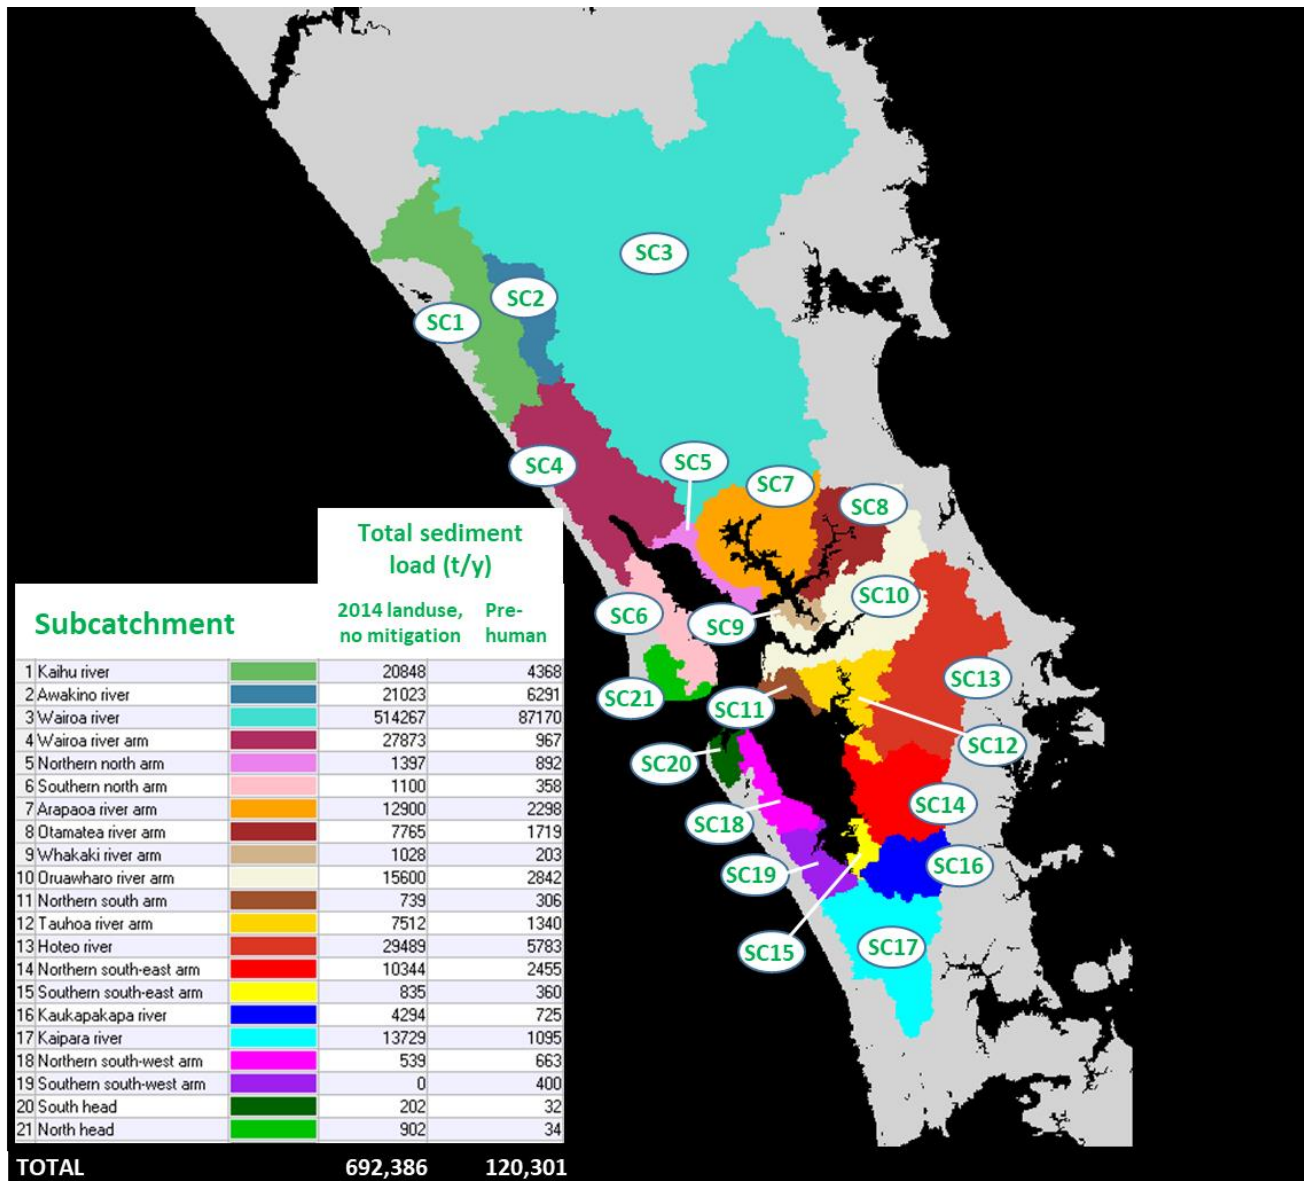 SC3
SC2
SC1
SC4
SC5
SC7
SC8
SC10
SC6
SC9
SC21
SC11
SC13
SC12
SC20
SC14
SC18
SC19
SC16
SC15
SC17
Total sediment
load (t/y)
Subcatchment
2014 landuse,
no mitigation
Pre-
human
1 Kaihu river 20848 4368
2 Awakino river 21023 6291
3 Wairoa river 514267 87170
4 Wairoa river arm 27873 967
5 Northern north arm 1397 892
6 Southern north arm 1100 358
7 Arapaoa river arm 12900 2298
8 Otamatea river arm 7765 1719
9 Whakaki river arm 1028 203
10 Oruawharo river arm 15600 2842
11 Northern south arm 739 306
12 Tauhoa river arm 7512 1340
13 Hoteo river 29489 5783
14 Northern south-east arm 10344 2455
15 Southern south-east arm 835 360
16 Kaukapakapa river 4294 725
17 Kaipara river 13729 1095
18 Northern south-west arm 539 663
19 Southern south-west arm 0 400
20 South head 202 32
21 North head 902 34
TOTAL 692,386 120,301